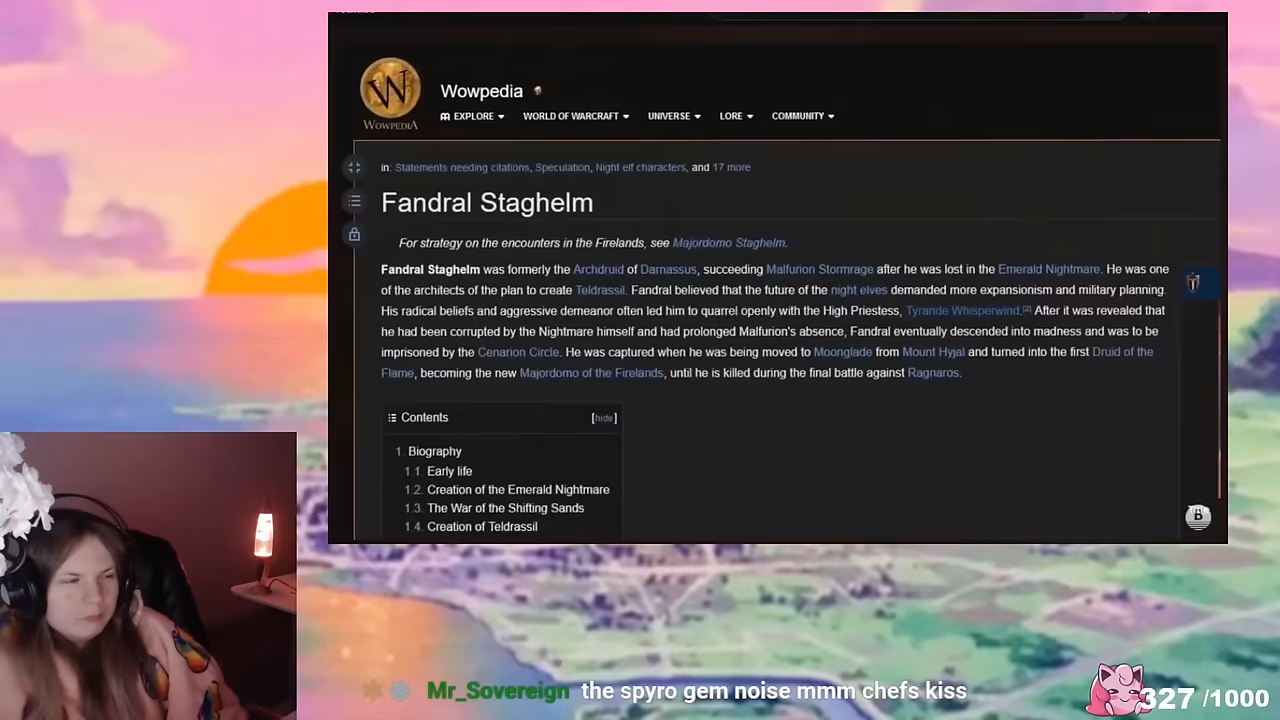 Wowpedia
EXPLORE WORLD OF WARCRAFT UNIVERSE LORE COMMUNITY
WOWPEDIA
in: Statements needing citations, Speculation, Night elf characters, and 17 more
Fandral Staghelm
For strategy on the encounters in the Firelands, see Majordomo Staghelm.
Fandral Staghelm was formerly the Archdruid of Darnassus, succeeding Malfurion Stormrage after he was lost in the Emerald Nightmare. He was one
of the architects of the plan to create Teldrassil. Fandral believed that the future of the night elves demanded more expansionism and military planning.
His radical beliefs and aggressive demeanor often led him to quarrel openly with the High Priestess, Tyrande Whisperwind.[2] After it was revealed that
he had been corrupted by the Nightmare himself and had prolonged Malfurion's absence, Fandral eventually descended into madness and was to be
imprisoned by the Cenarion Circle. He was captured when he was being moved to Moonglade from Mount Hyjal and turned into the first Druid of the
Flame, becoming the new Majordomo of the Firelands, until he is killed during the final battle against Ragnaros.
Contents [hide]
1. Biography
1.1. Early life
1.2. Creation of the Emerald Nightmare
1.3. The War of the Shifting Sands
1.4. Creation of Teldrassil
B
Mr_Sovereign the spyro gem noise mmm chefs kiss
327 /1000